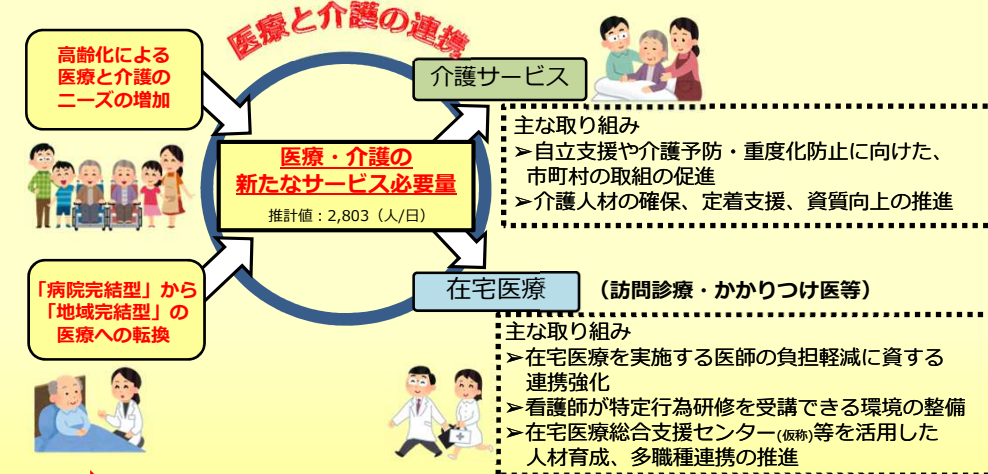 医療と介護の連携
高齢化による
医療と介護の
ニーズの増加
介護サービス
主な取り組み
➢自立支援や介護予防・重度化防止に向けた、
市町村の取組の促進
➢介護人材の確保、定着支援、資質向上の推進
医療・介護の
新たなサービス必要量
推計値：2,803（人/日）
「病院完結型」から
「地域完結型」の
医療への転換
在宅医療
（訪問診療・かかりつけ医等）
主な取り組み
➢在宅医療を実施する医師の負担軽減に資する
連携強化
➢看護師が特定行為研修を受講できる環境の整備
➢在宅医療総合支援センター(仮称)等を活用した
人材育成、多職種連携の推進